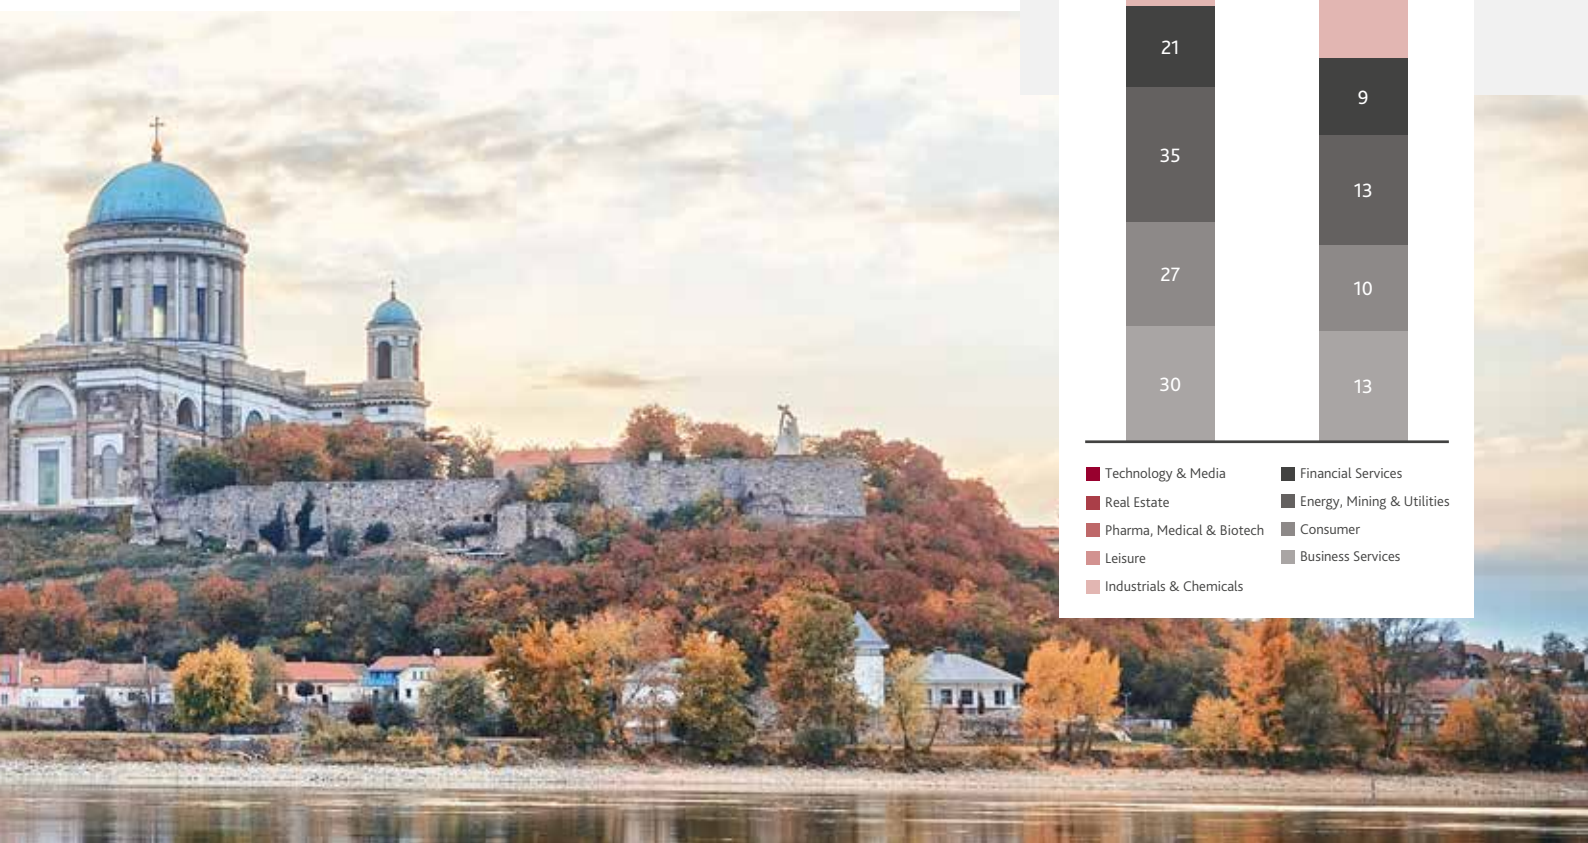 21
9
35
13
27
10
30
13
Technology & Media
Real Estate
Pharma, Medical & Biotech
Leisure
Industrials & Chemicals
Financial Services
Energy, Mining & Utilities
Consumer
Business Services